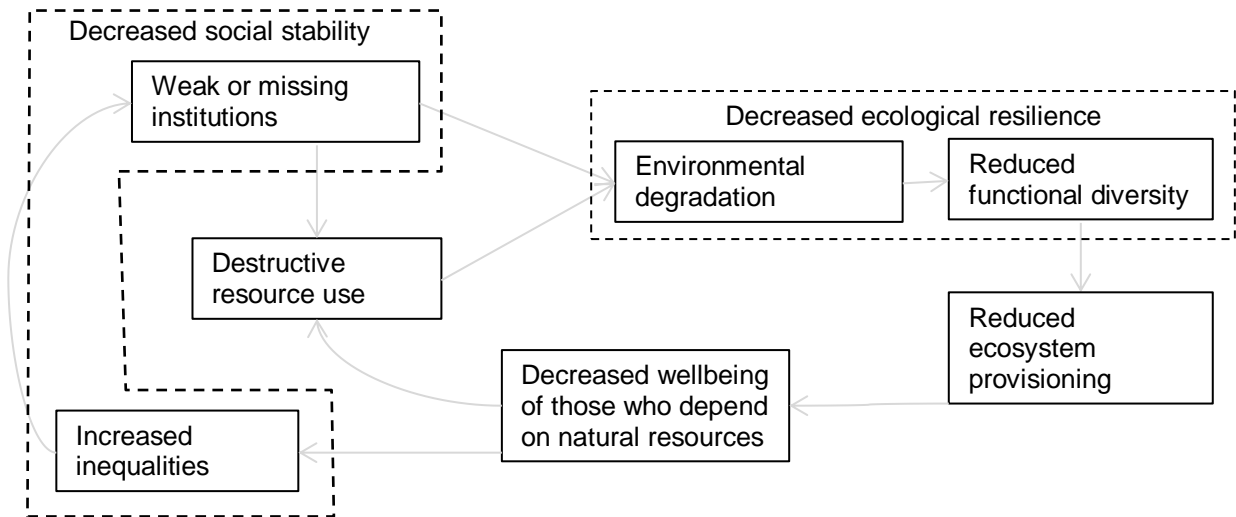 Decreased social stability
Weak or missing
institutions
Decreased ecological resilience
Environmental
degradation
Reduced
functional diversity
Destructive
resource use
Reduced
ecosystem
provisioning
Decreased wellbeing
of those who depend
on natural resources
Increased
inequalities